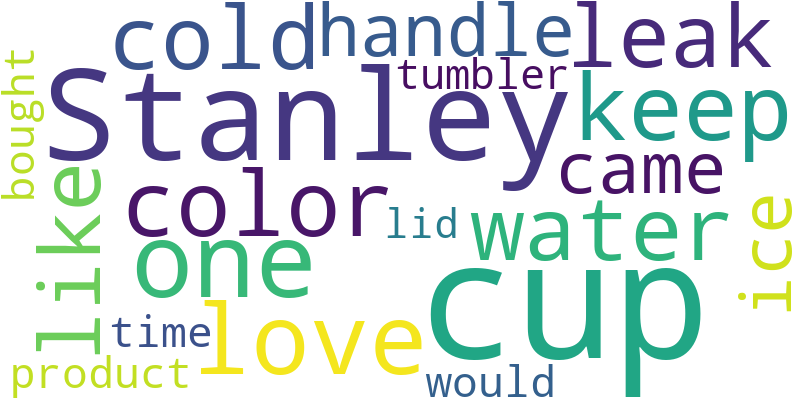 cold
handle
leak
Stanley
tumbler
keep
bought
came
like
color
lid
water
ice
one
cup
love
time
product
would